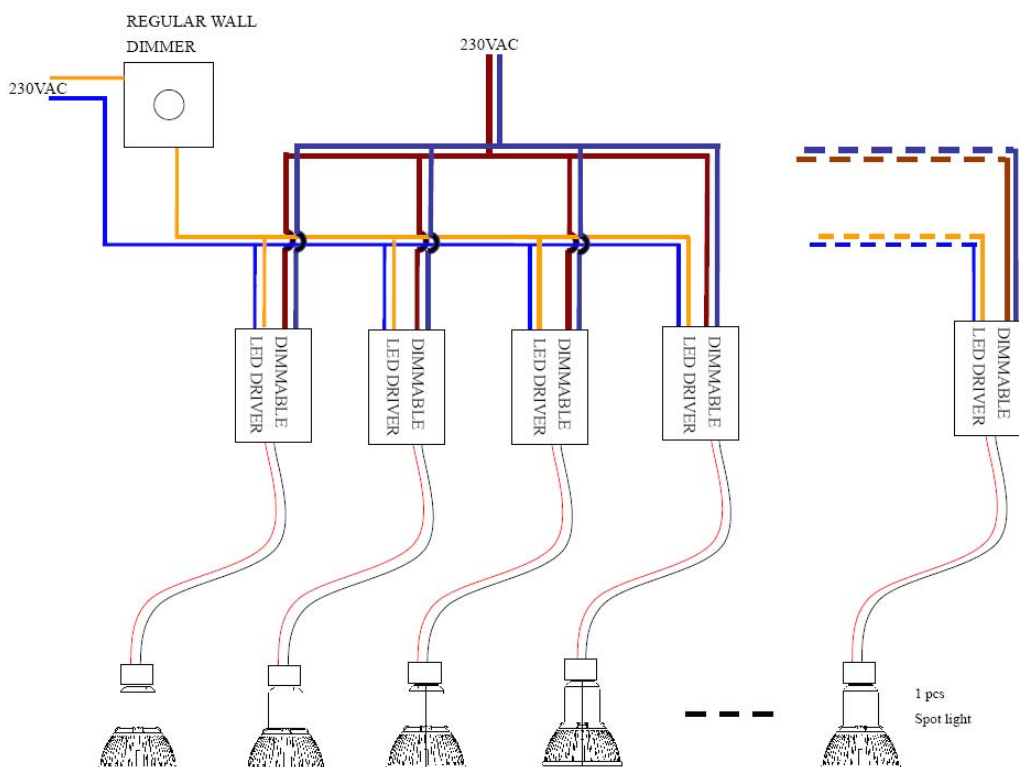 REGULAR WALL
DIMMER
230VAC
230VAC
DIMMABLE
LED DRIVER
DIMMABLE
LED DRIVER
DIMMABLE
LED DRIVER
DIMMABLE
LED DRIVER
DIMMABLE
LED DRIVER
1 pcs
Spot light